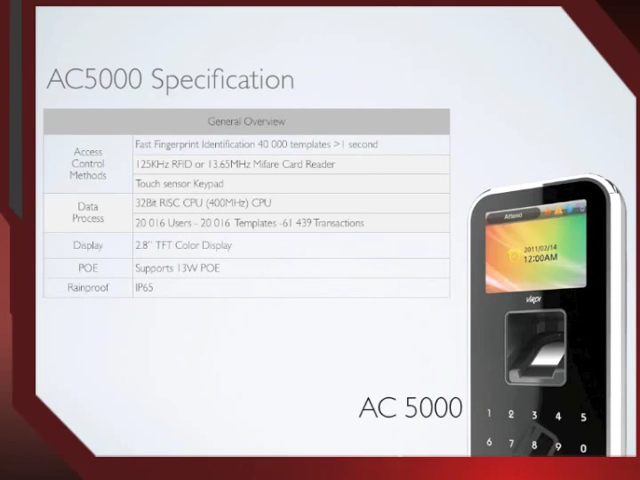 AC5000 Specification
General Overview
Access Control Methods
Fast Fingerprint Identification 40 000 templates >1 second
125KHz RFID or 13.65MHz Mifare Card Reader
Touch sensor Keypad
Data Process
32Bit RISC CPU (400MHz) CPU
20 016 Users - 20 016 Templates -61 439 Transactions
Display
2.8" TFT Color Display
POE
Supports 13W POE
Rainproof
IP65
Attend
2011/02/14
12:00AM
AC 5000
1 2 3 4 5
6 7 8 9 0